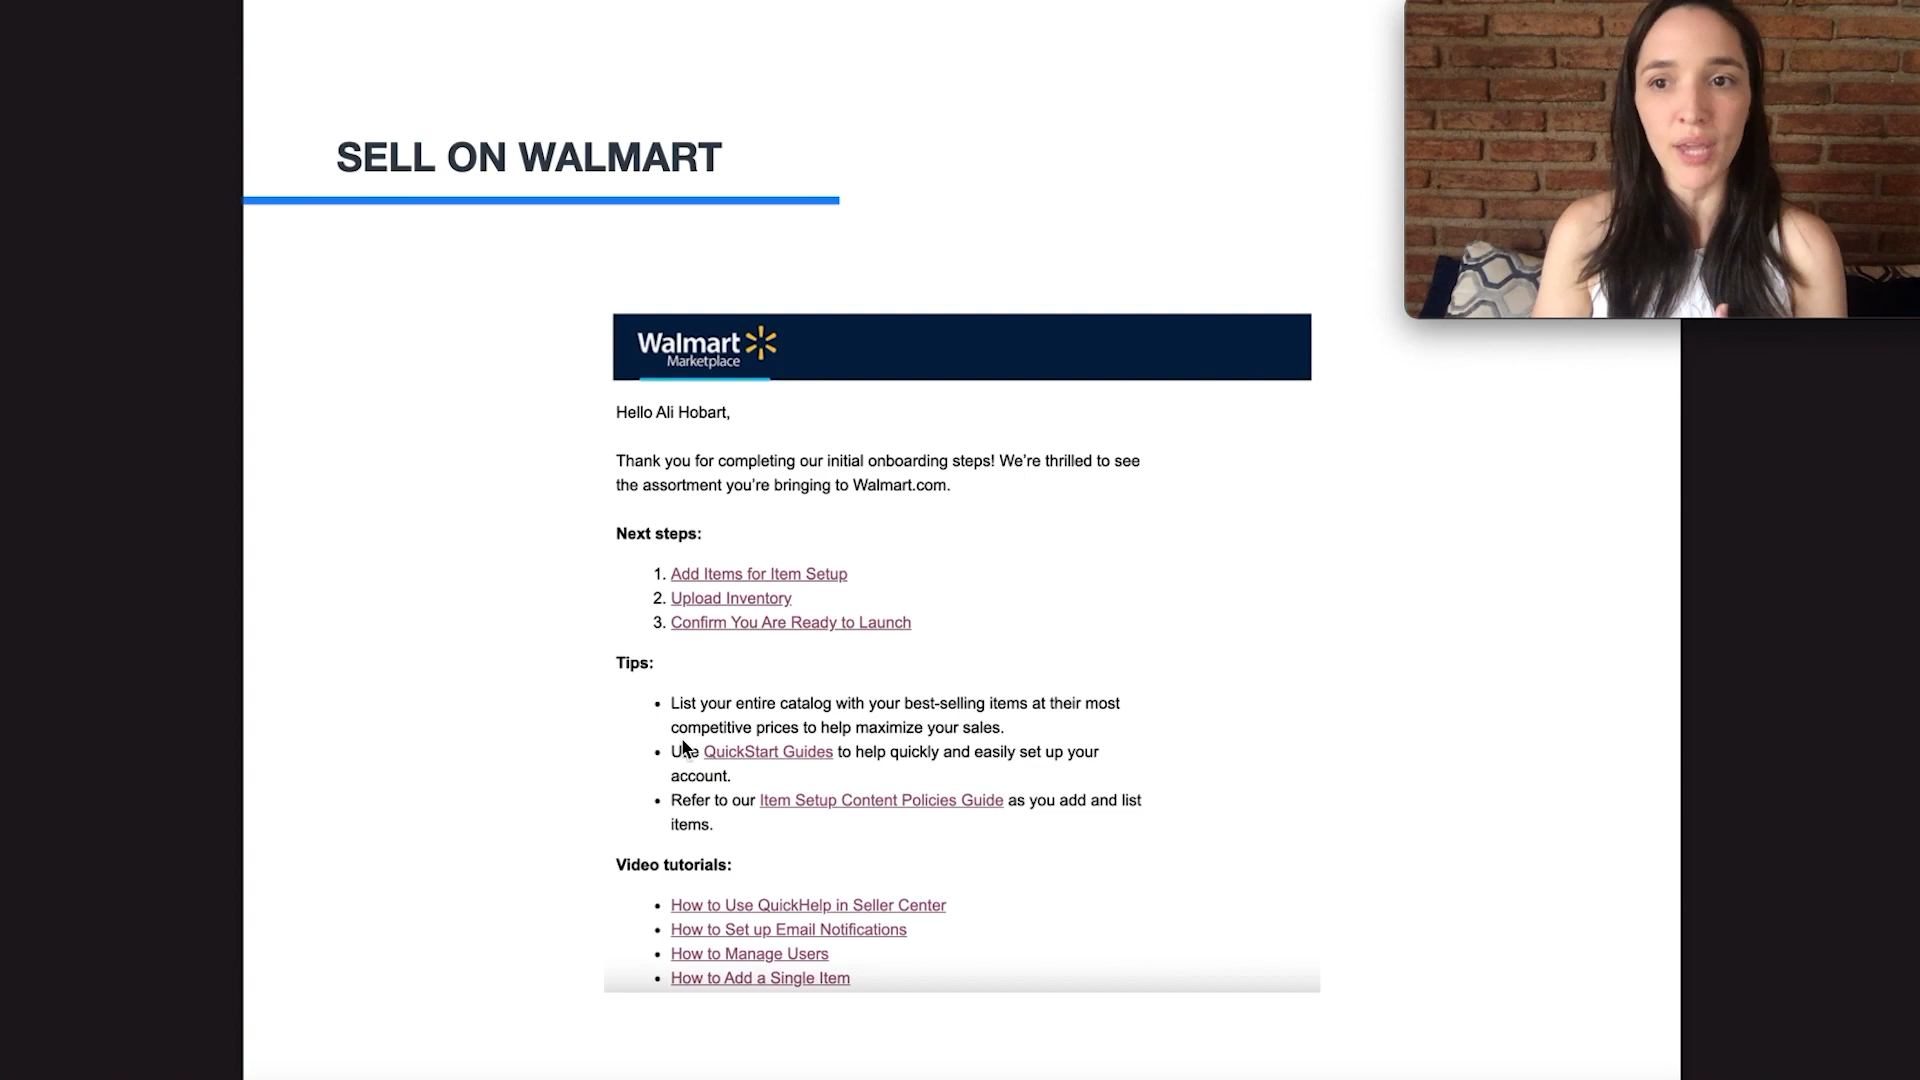 SELL ON WALMART
Walmart
Marketplace
Hello Ali Hobart,
Thank you for completing our initial onboarding steps! We're thrilled to see
the assortment you're bringing to Walmart.com.
Next steps:
1. Add Items for Item Setup
2. Upload Inventory
3. Confirm You Are Ready to Launch
Tips:
• List your entire catalog with your best-selling items at their most
competitive prices to help maximize your sales.
• Use QuickStart Guides to help quickly and easily set up your
account.
• Refer to our Item Setup Content Policies Guide as you add and list
items.
Video tutorials:
• How to Use QuickHelp in Seller Center
• How to Set up Email Notifications
• How to Manage Users
• How to Add a Single Item